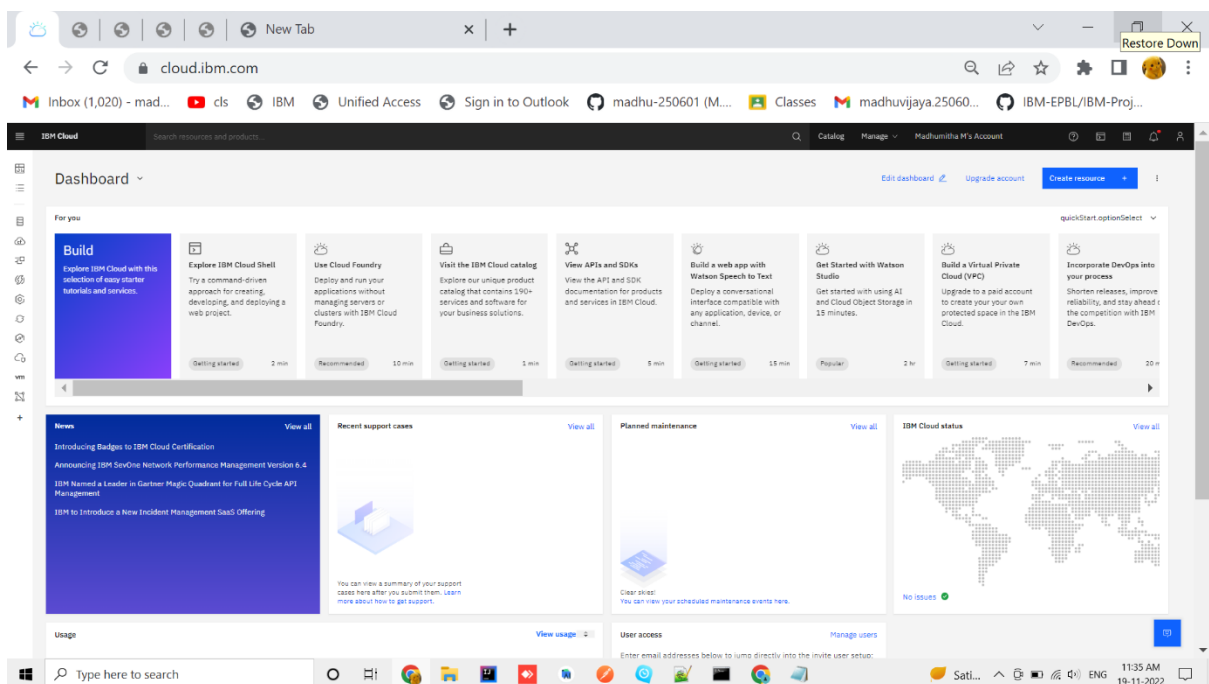 New Tab
Restore Down
cloud.ibm.com
Inbox (1,020) - mad...
cls
IBM
Unified Access
Sign in to Outlook
madhu-250601 (M....
Classes
madhuvijaya.25060...
IBM-EPBL/IBM-Proj...
IBM Cloud
Search resources and products...
Catalog
Manage
Madhumitha M's Account
Dashboard
Edit dashboard
Upgrade account
Create resource +
For you
quickStart.optionSelect
Build
Explore IBM Cloud with this
selection of easy starter
tutorials and services.
Explore IBM Cloud Shell
Try a command-driven
approach for creating,
developing, and deploying a
web project.
Getting started
2 min
Use Cloud Foundry
Deploy and run your
applications without
managing servers or
clusters with IBM Cloud
Foundry.
Recommended
10 min
Visit the IBM Cloud catalog
Explore our unique product
catalog that contains 190+
services and software for
your business solutions.
Getting started
1 min
View APIs and SDKs
View the API and SDK
documentation for products
and services in IBM Cloud.
Getting started
5 min
Build a web app with
Watson Speech to Text
Deploy a conversational
interface compatible with
any application, device, or
channel.
Getting started
15 min
Get Started with Watson
Studio
Get started with using AI
and Cloud Object Storage in
15 minutes.
Popular
2 hr
Build a Virtual Private
Cloud (VPC)
Upgrade to a paid account
to create your your own
protected space in the IBM
Cloud.
Getting started
7 min
Incorporate DevOps into
your process
Shorten releases, improve
reliability, and stay ahead
the competition with IBM
DevOps.
Recommended
20
vm
News
View all
Introducing Badges to IBM Cloud Certification
Announcing IBM SevOne Network Performance Management Version 6.4
IBM Named a Leader in Gartner Magic Quadrant for Full Life Cycle API
Management
IBM to Introduce a New Incident Management SaaS Offering
Recent support cases
View all
You can view a summary of your support
cases here after you submit them. Learn
more about how to get support.
Planned maintenance
View all
Clear skies!
You can view your scheduled maintenance events here.
IBM Cloud status
View all
No issues
Usage
View usage
User access
Manage users
Enter email addresses below to jump directly into the invite user setup:
Type here to search
Sati...
ENG
11:35 AM
19-11-2022